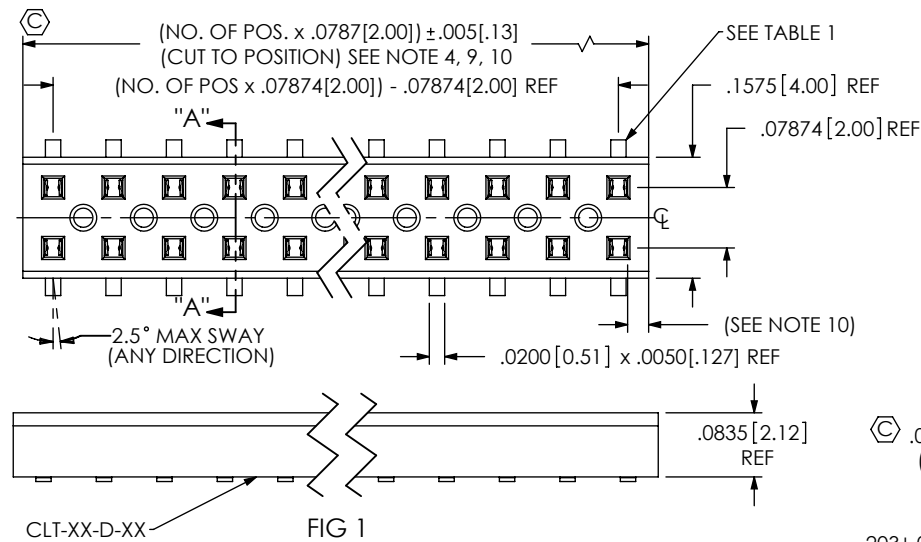 C
(NO. OF POS. x .0787[2.00]) ±.005[.13]
(CUT TO POSITION) SEE NOTE 4, 9, 10
(NO. OF POS x .07874[2.00]) - .07874[2.00] REF
SEE TABLE 1
.1575[4.00] REF
.07874[2.00] REF
"A"
℄
"A"
2.5° MAX SWAY
(ANY DIRECTION)
(SEE NOTE 10)
.0200[0.51] x .0050[.127] REF
.0835[2.12]
REF
C .0
(
CLT-XX-D-XX
FIG 1